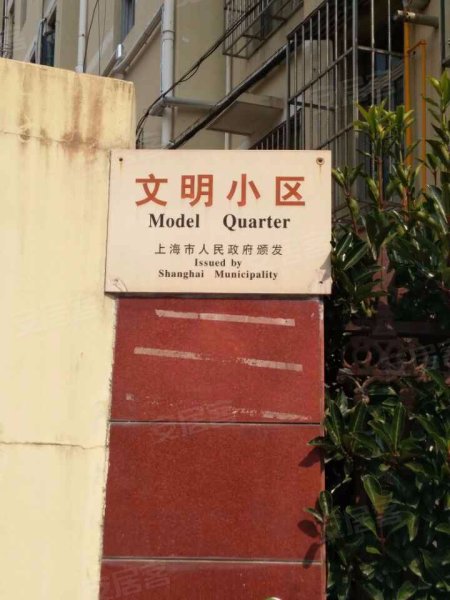 文明小区
Model Quarter
上海市人民政府颁发
Issued by
Shanghai Municipality